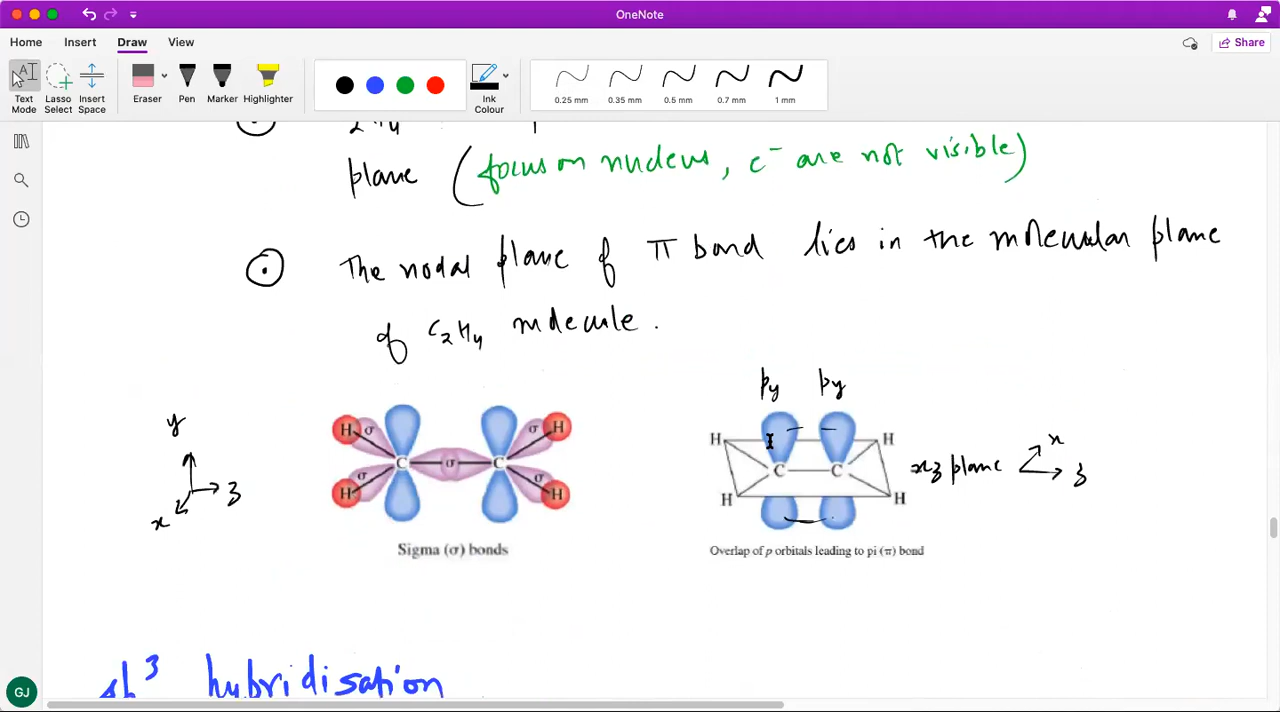 OneNote
Home Insert Draw View
Share
Text Mode
Lasso Select
Insert Space
Eraser
Pen
Marker
Highlighter
Ink Colour
0.25 mm 0.35 mm 0.5 mm 0.7 mm 1 mm
plane (focus on nucleus, e⁻ are not visible)
The nodal plane of π bond lies in the molecular plane
of C₂H₄ molecule.
py py
y
z
x
H σ σ H
C σ C
H σ σ H
H H
C C
H H
xz plane
x
z
Sigma (σ) bonds
Overlap of p orbitals leading to pi (π) bond
sp³ hybridisation
GJ